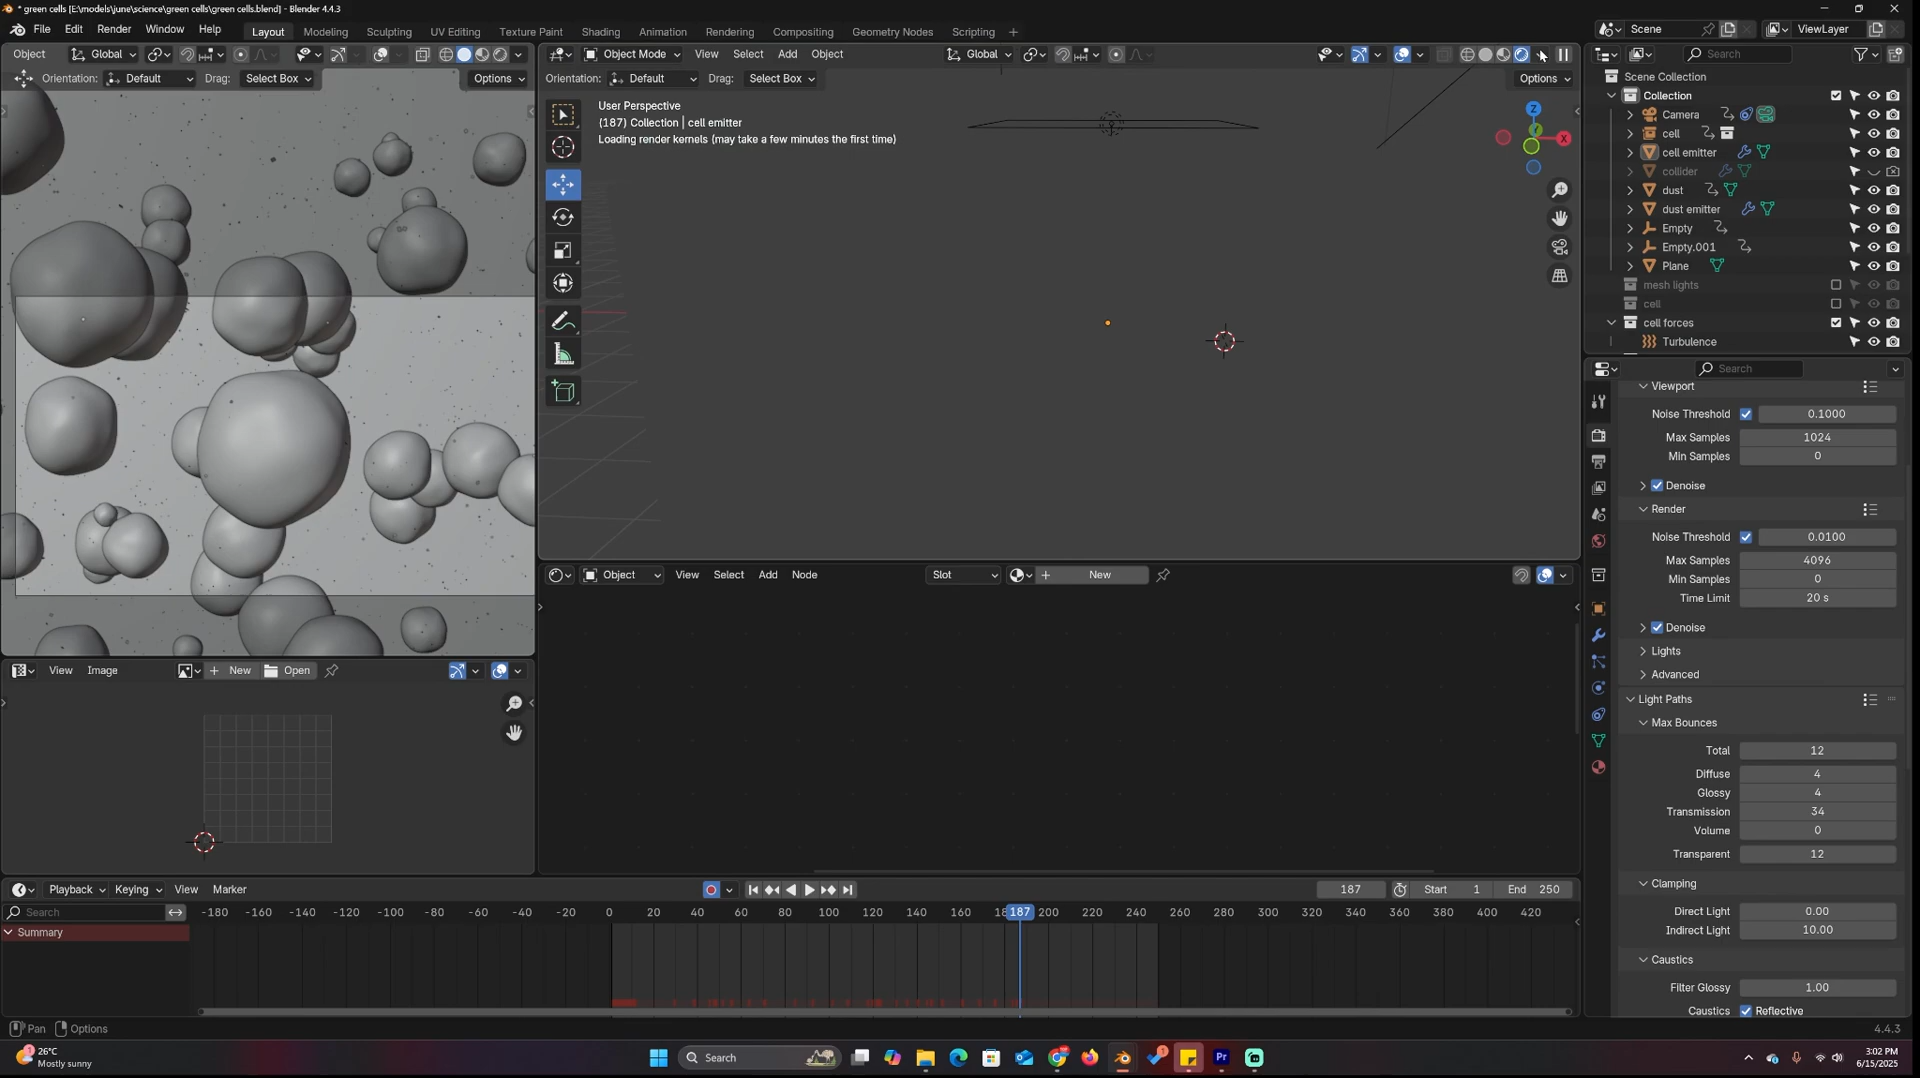 * green cells [E:\models\june\science\green cells\green cells.blend] - Blender 4.4.3
File Edit Render Window Help Layout Modeling Sculpting UV Editing Texture Paint Shading Animation Rendering Compositing Geometry Nodes Scripting + Scene ViewLayer
Object Global
Orientation: Default Drag: Select Box Options
Object Mode View Select Add Object Global
Orientation: Default Drag: Select Box Options
User Perspective
(187) Collection | cell emitter
Loading render kernels (may take a few minutes the first time)
Z
Y
X
Search
Scene Collection
Collection
Camera
cell
cell emitter
collider
dust
dust emitter
Empty
Empty.001
Plane
mesh lights
cell
cell forces
Turbulence
Search
Viewport
Noise Threshold 0.1000
Max Samples 1024
Min Samples 0
Denoise
Render
Noise Threshold 0.0100
Max Samples 4096
Min Samples 0
Time Limit 20 s
Denoise
Lights
Advanced
Light Paths
Max Bounces
Total 12
Diffuse 4
Glossy 4
Transmission 34
Volume 0
Transparent 12
Clamping
Direct Light 0.00
Indirect Light 10.00
Caustics
Filter Glossy 1.00
Caustics Reflective
Object View Select Add Node Slot New
View Image New Open
Playback Keying View Marker 187 Start 1 End 250
Search -180 -160 -140 -120 -100 -80 -60 -40 -20 0 20 40 60 80 100 120 140 160 187 200 220 240 260 280 300 320 340 360 380 400 420
Summary
Pan Options 4.4.3
26°C
Mostly sunny
Search
3:02 PM
6/15/2025